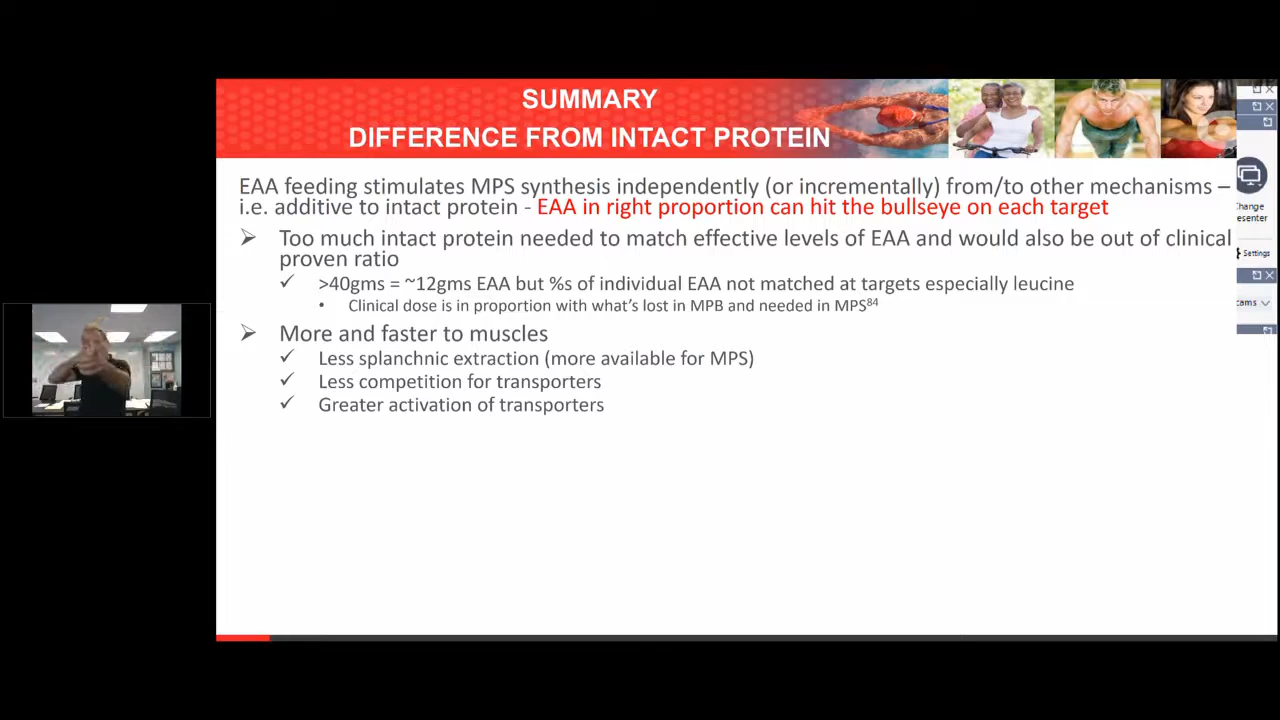 SUMMARY
DIFFERENCE FROM INTACT PROTEIN
EAA feeding stimulates MPS synthesis independently (or incrementally) from/to other mechanisms –
i.e. additive to intact protein - EAA in right proportion can hit the bullseye on each target
Too much intact protein needed to match effective levels of EAA and would also be out of clinical
proven ratio
>40gms = ~12gms EAA but %s of individual EAA not matched at targets especially leucine
Clinical dose is in proportion with what's lost in MPB and needed in MPS84
More and faster to muscles
Less splanchnic extraction (more available for MPS)
Less competition for transporters
Greater activation of transporters
Change
esenter
Settings
cams